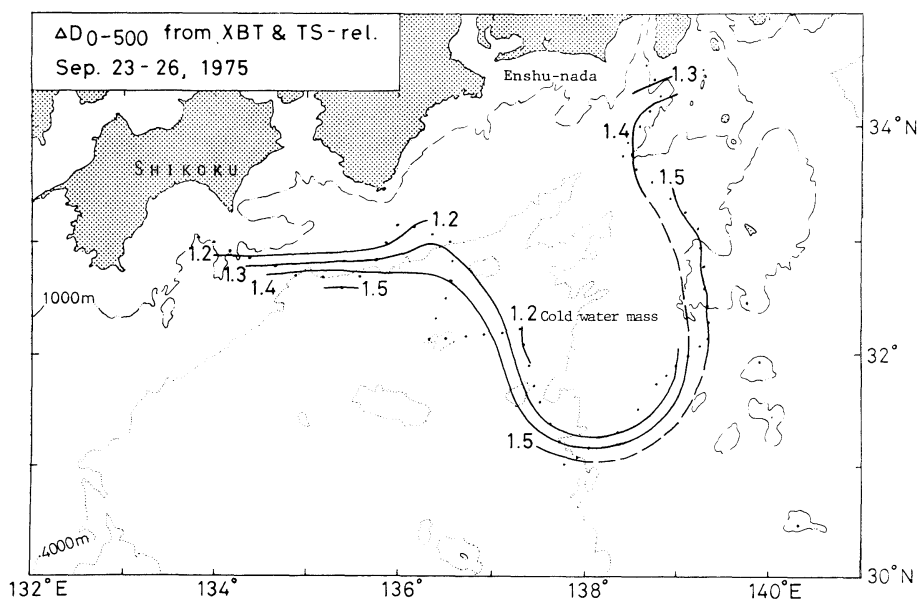 ΔD0-500 from XBT & TS-rel.
Sep. 23-26, 1975
Enshu-nada
SHIKOKU
1.3
1.4
1.5
34°N
1.2
1.2
1.3
1.4
1.5
1000m
1.2 Cold water mass
32°
1.5
4000m
132°E
134°
136°
138°
140°
30°N